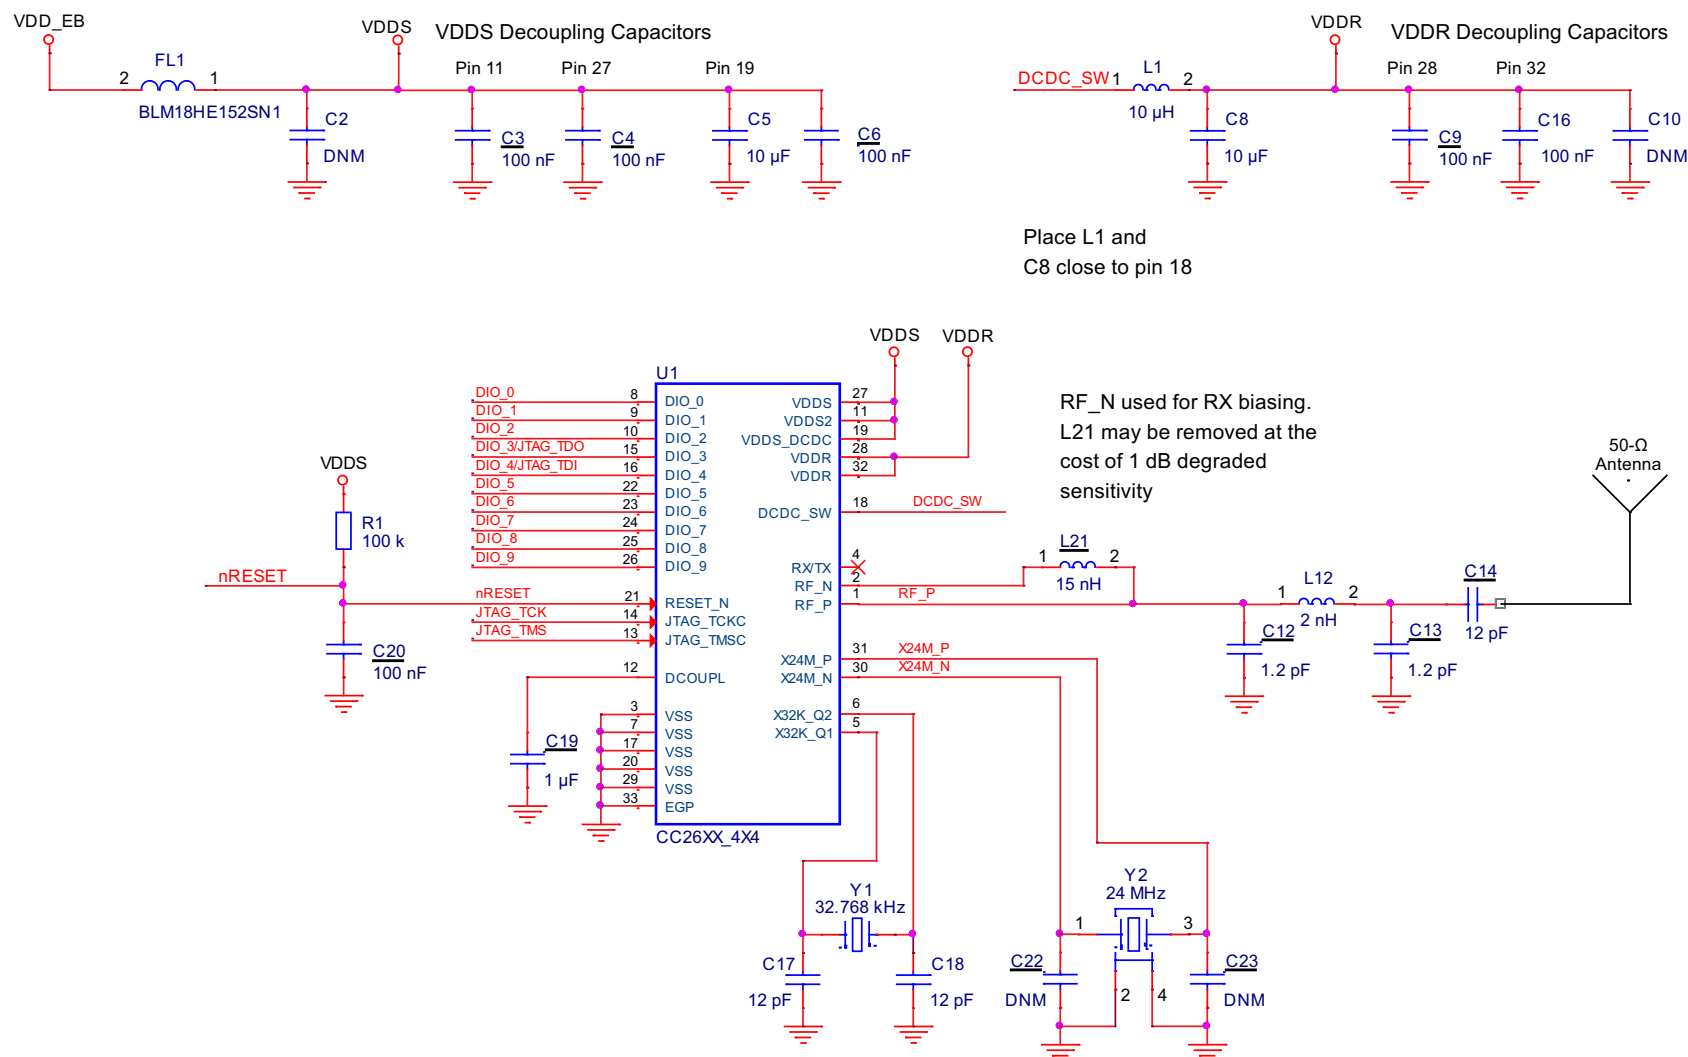 VDD_EB
VDDS
VDDS Decoupling Capacitors
FL1
2
1
BLM18HE152SN1
Pin 11
Pin 27
Pin 19
C2
DNM
C3
100 nF
C4
100 nF
C5
10 µF
C6
100 nF
VDDR
VDDR Decoupling Capacitors
DCDC_SW
1
L1
2
10 µH
Pin 28
Pin 32
C8
10 µF
C9
100 nF
C16
100 nF
C10
DNM
Place L1 and
C8 close to pin 18
VDDS
VDDR
U1
DIO_0
8
DIO_0
DIO_1
9
DIO_1
DIO_2
10
DIO_2
DIO_3/JTAG_TDO
15
DIO_3
DIO_4/JTAG_TDI
16
DIO_4
DIO_5
22
DIO_5
DIO_6
23
DIO_6
DIO_7
24
DIO_7
DIO_8
25
DIO_8
DIO_9
26
DIO_9
nRESET
21
RESET_N
JTAG_TCK
14
JTAG_TCKC
JTAG_TMS
13
JTAG_TMSC
12
DCOUPL
3
VSS
7
VSS
17
VSS
20
VSS
29
VSS
33
EGP
VDDS
27
VDDS2
11
VDDS_DCDC
19
VDDR
28
VDDR
32
DCDC_SW
18
DCDC_SW
RX/TX
4
RF_N
2
RF_P
1
RF_P
X24M_P
31
X24M_P
X24M_N
30
X24M_N
X32K_Q2
6
X32K_Q1
5
CC26XX_4X4
VDDS
R1
100 k
nRESET
C20
100 nF
C19
1 µF
RF_N used for RX biasing.
L21 may be removed at the
cost of 1 dB degraded
sensitivity
50-Ω
Antenna
1
L21
2
15 nH
1
L12
2
2 nH
C14
12 pF
C12
1.2 pF
C13
1.2 pF
Y1
32.768 kHz
C17
12 pF
C18
12 pF
Y2
24 MHz
1
3
2
4
C22
DNM
C23
DNM